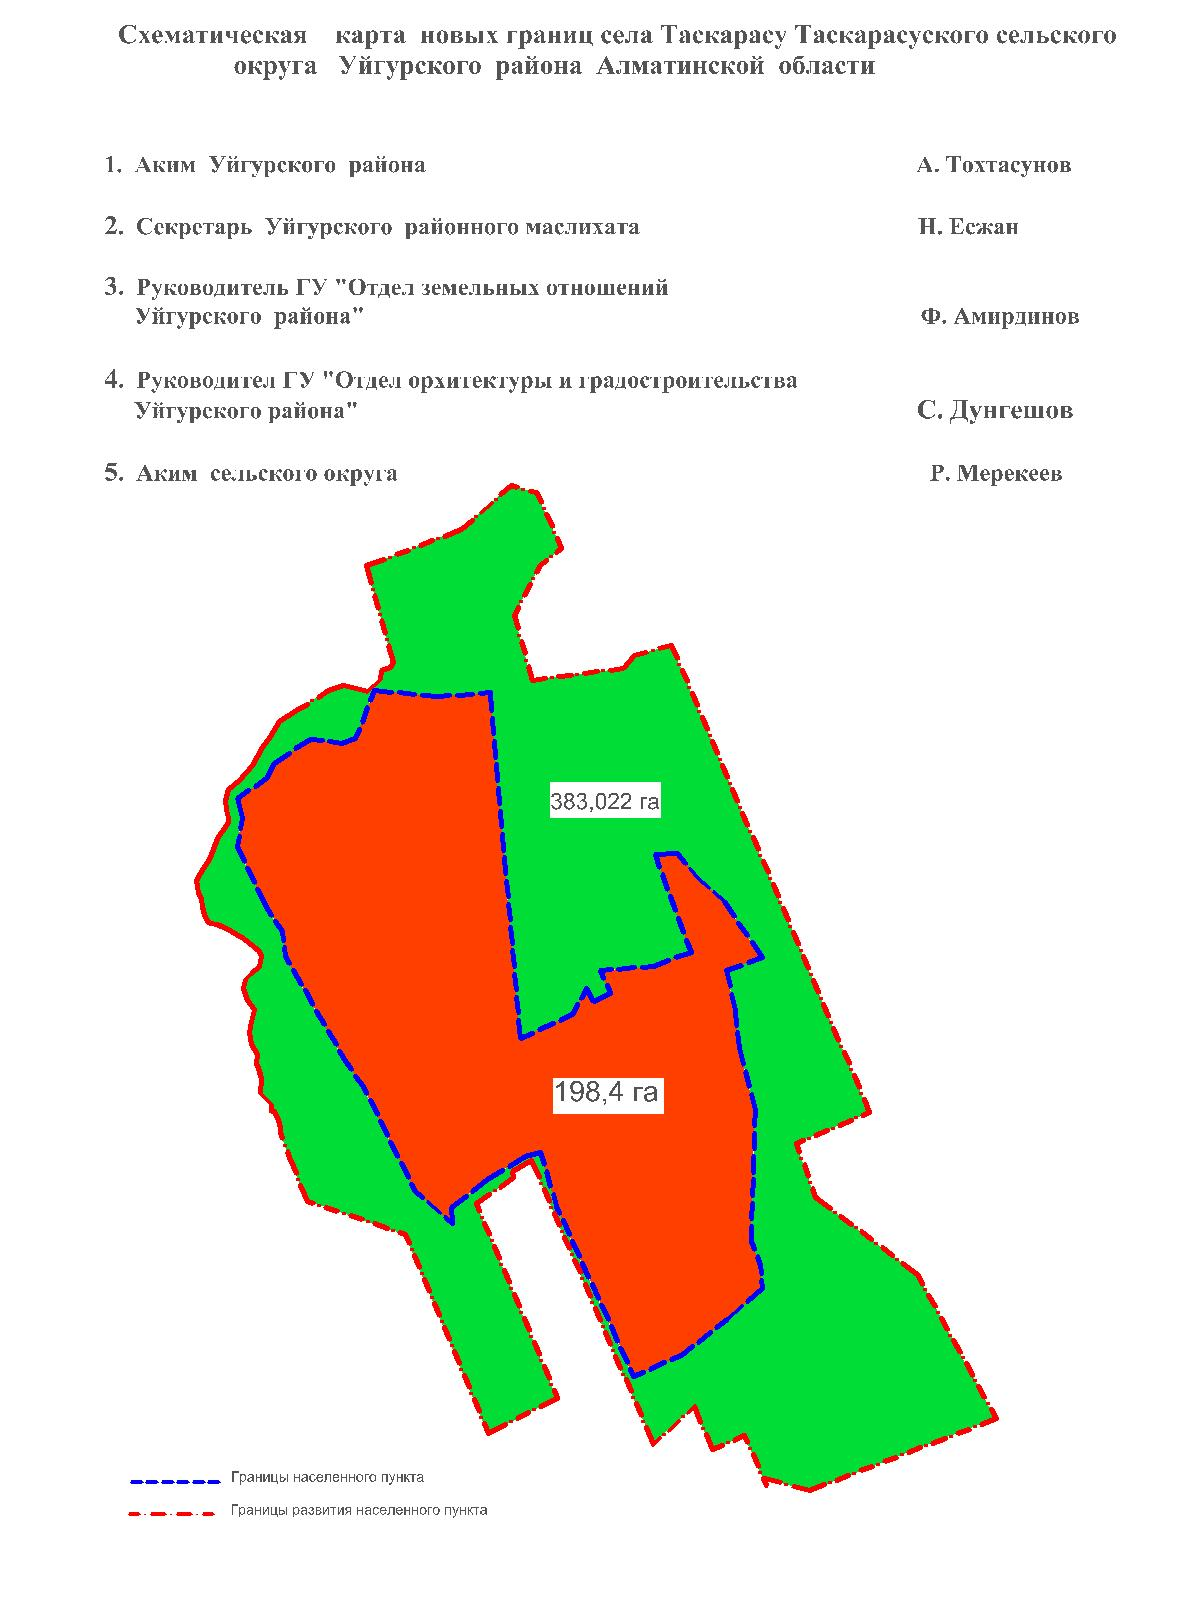 Схематическая карта новых границ села Таскарасу Таскарасуского сельского
округа Уйгурского района Алматинской области
1. Аким Уйгурского района А. Тохтасунов
2. Секретарь Уйгурского районного маслихата Н. Есжан
3. Руководитель ГУ "Отдел земельных отношений
Уйгурского района" Ф. Амирдинов
4. Руководител ГУ "Отдел орхитектуры и градостроительства
Уйгурского района" С. Дунгешов
5. Аким сельского округа Р. Мерекеев
383,022 га
198,4 га
Границы населенного пункта
Границы развития населенного пункта